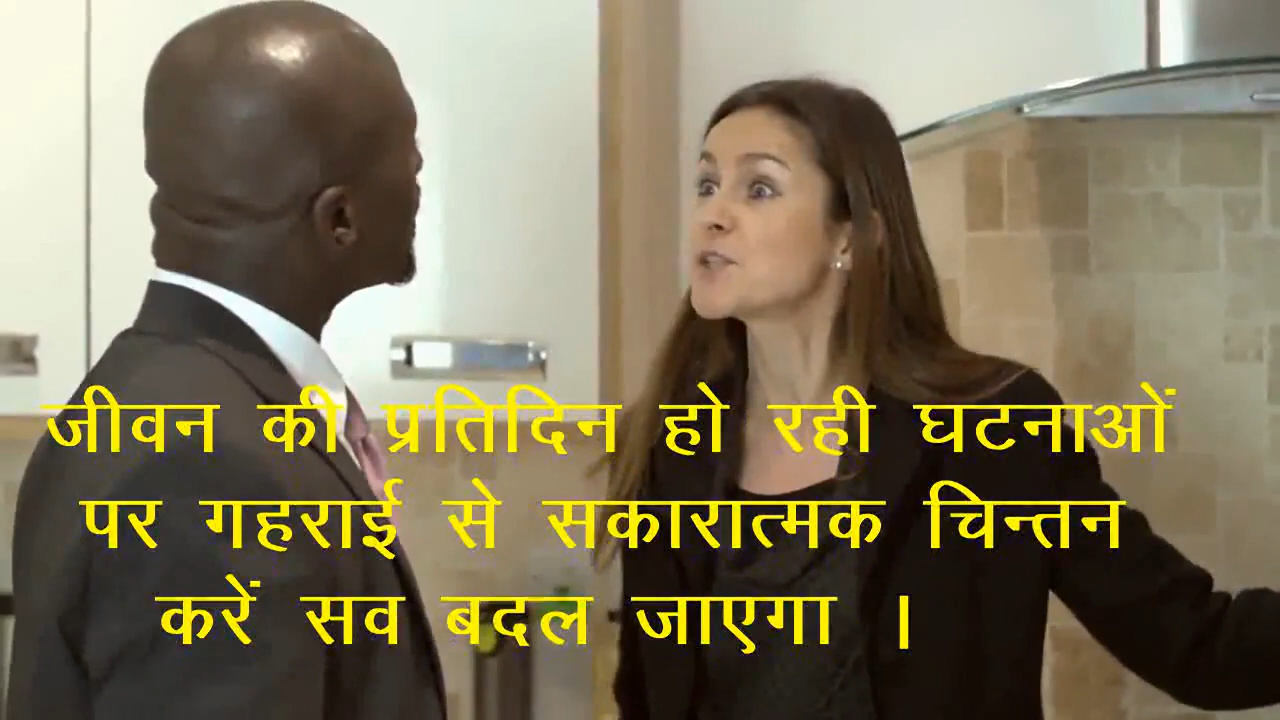 जीवन की प्रतिदिन हो रही घटनाओं
पर गहराई से सकारात्मक चिन्तन
करें सव बदल जाएगा ।